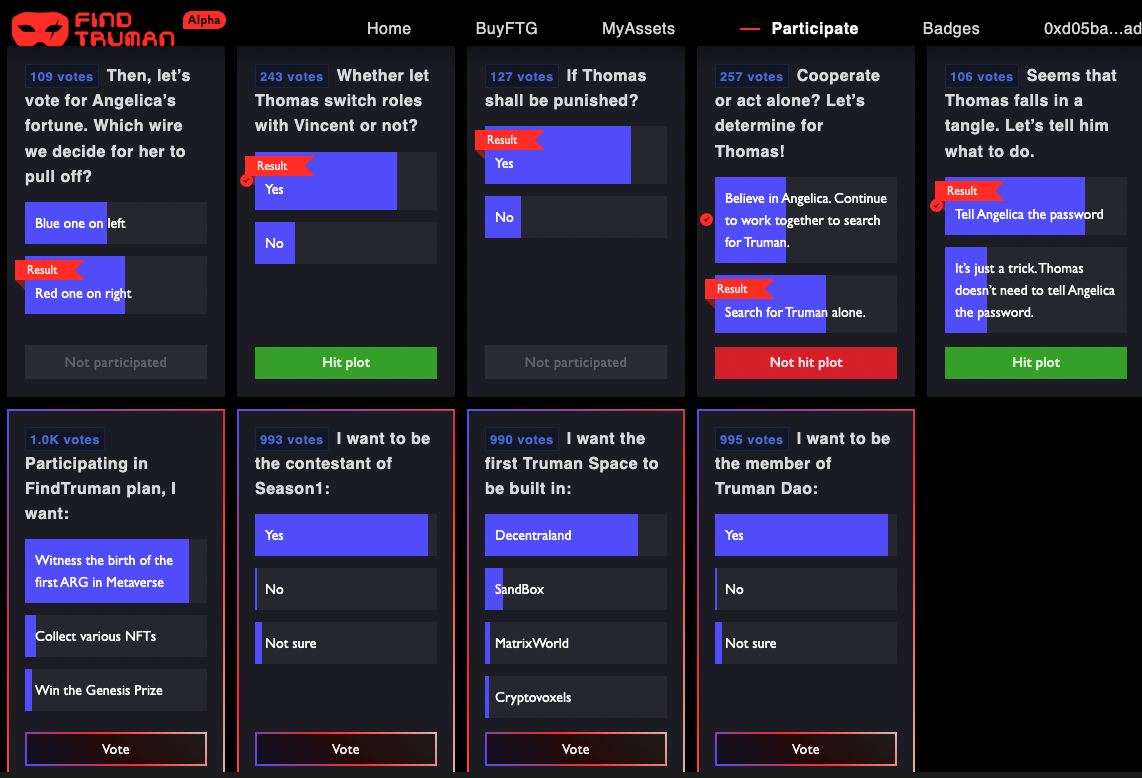 FIND
TRUMAN
Alpha
Home
BuyFTG
MyAssets
Participate
Badges
0xd05ba...ad
109 votes Then, let’s
vote for Angelica’s
fortune. Which wire
we decide for her to
pull off?
Blue one on left
Result
Red one on right
Not participated
243 votes Whether let
Thomas switch roles
with Vincent or not?
Result
Yes
No
Hit plot
127 votes If Thomas
shall be punished?
Result
Yes
No
Not participated
257 votes Cooperate
or act alone? Let’s
determine for
Thomas!
Believe in Angelica. Continue
to work together to search
for Truman.
Result
Search for Truman alone.
Not hit plot
106 votes Seems that
Thomas falls in a
tangle. Let’s tell him
what to do.
Result
Tell Angelica the password
It’s just a trick. Thomas
doesn’t need to tell Angelica
the password.
Hit plot
1.0K votes
Participating in
FindTruman plan, I
want:
Witness the birth of the
first ARG in Metaverse
Collect various NFTs
Win the Genesis Prize
Vote
993 votes I want to be
the contestant of
Season1:
Yes
No
Not sure
Vote
990 votes I want the
first Truman Space to
be built in:
Decentraland
SandBox
MatrixWorld
Cryptovoxels
Vote
995 votes I want to be
the member of
Truman Dao:
Yes
No
Not sure
Vote